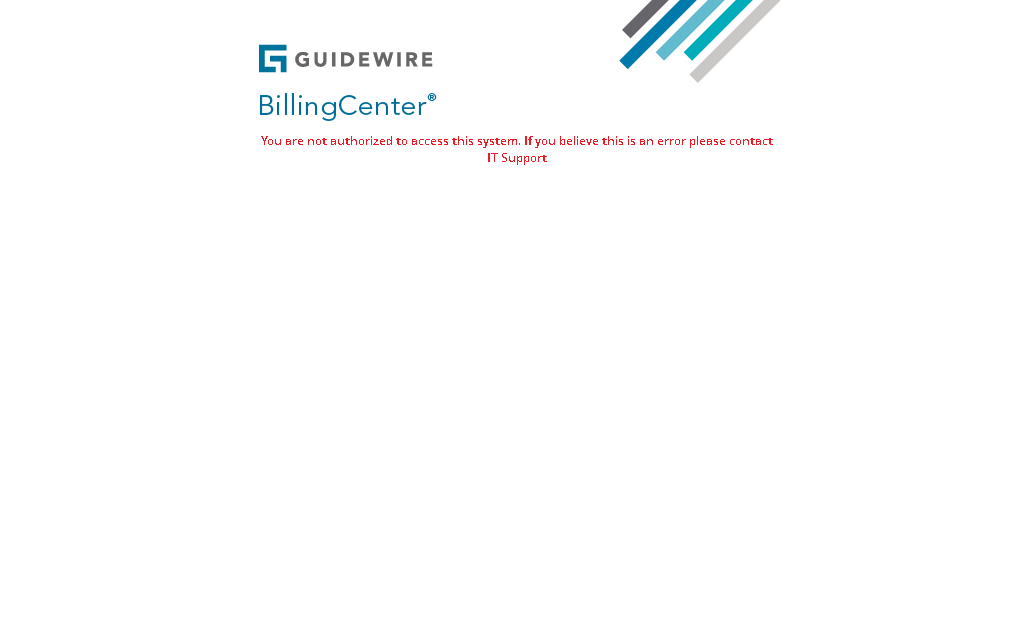 GUIDEWIRE
BillingCenter®
You are not authorized to access this system. If you believe this is an error please contact
IT Support